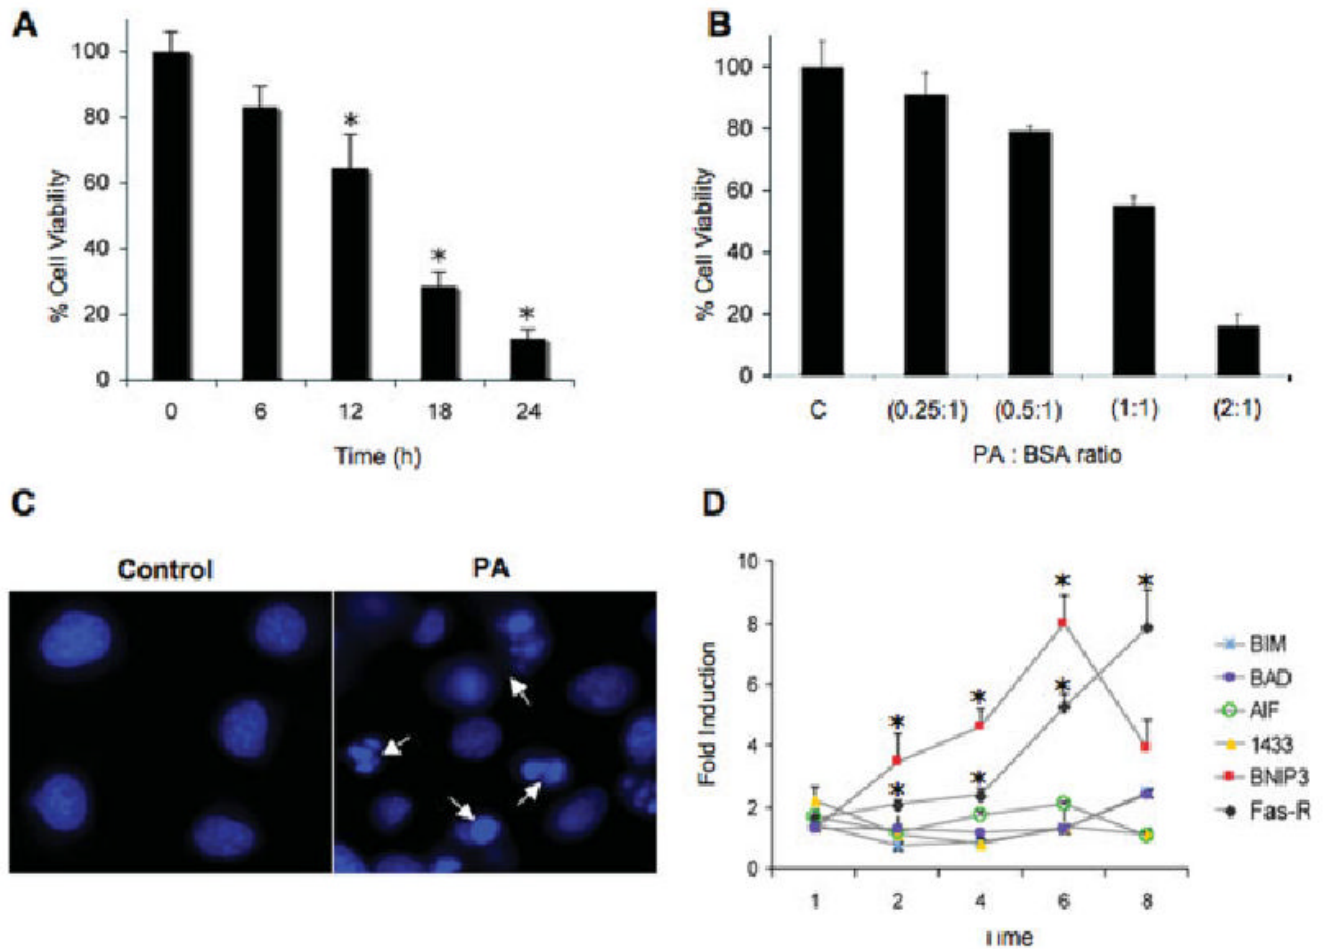 A
% Cell Viability
100
80
60
40
20
0
*
*
*
0 6 12 18 24
Time (h)
B
% Cell Viability
100
80
60
40
20
0
C (0.25:1) (0.5:1) (1:1) (2:1)
PA : BSA ratio
C
Control PA
D
Fold Induction
10
8
6
4
2
0
* *
* * *
* *
1 2 4 6 8
Time
BIM
BAD
AIF
1433
BNIP3
Fas-R